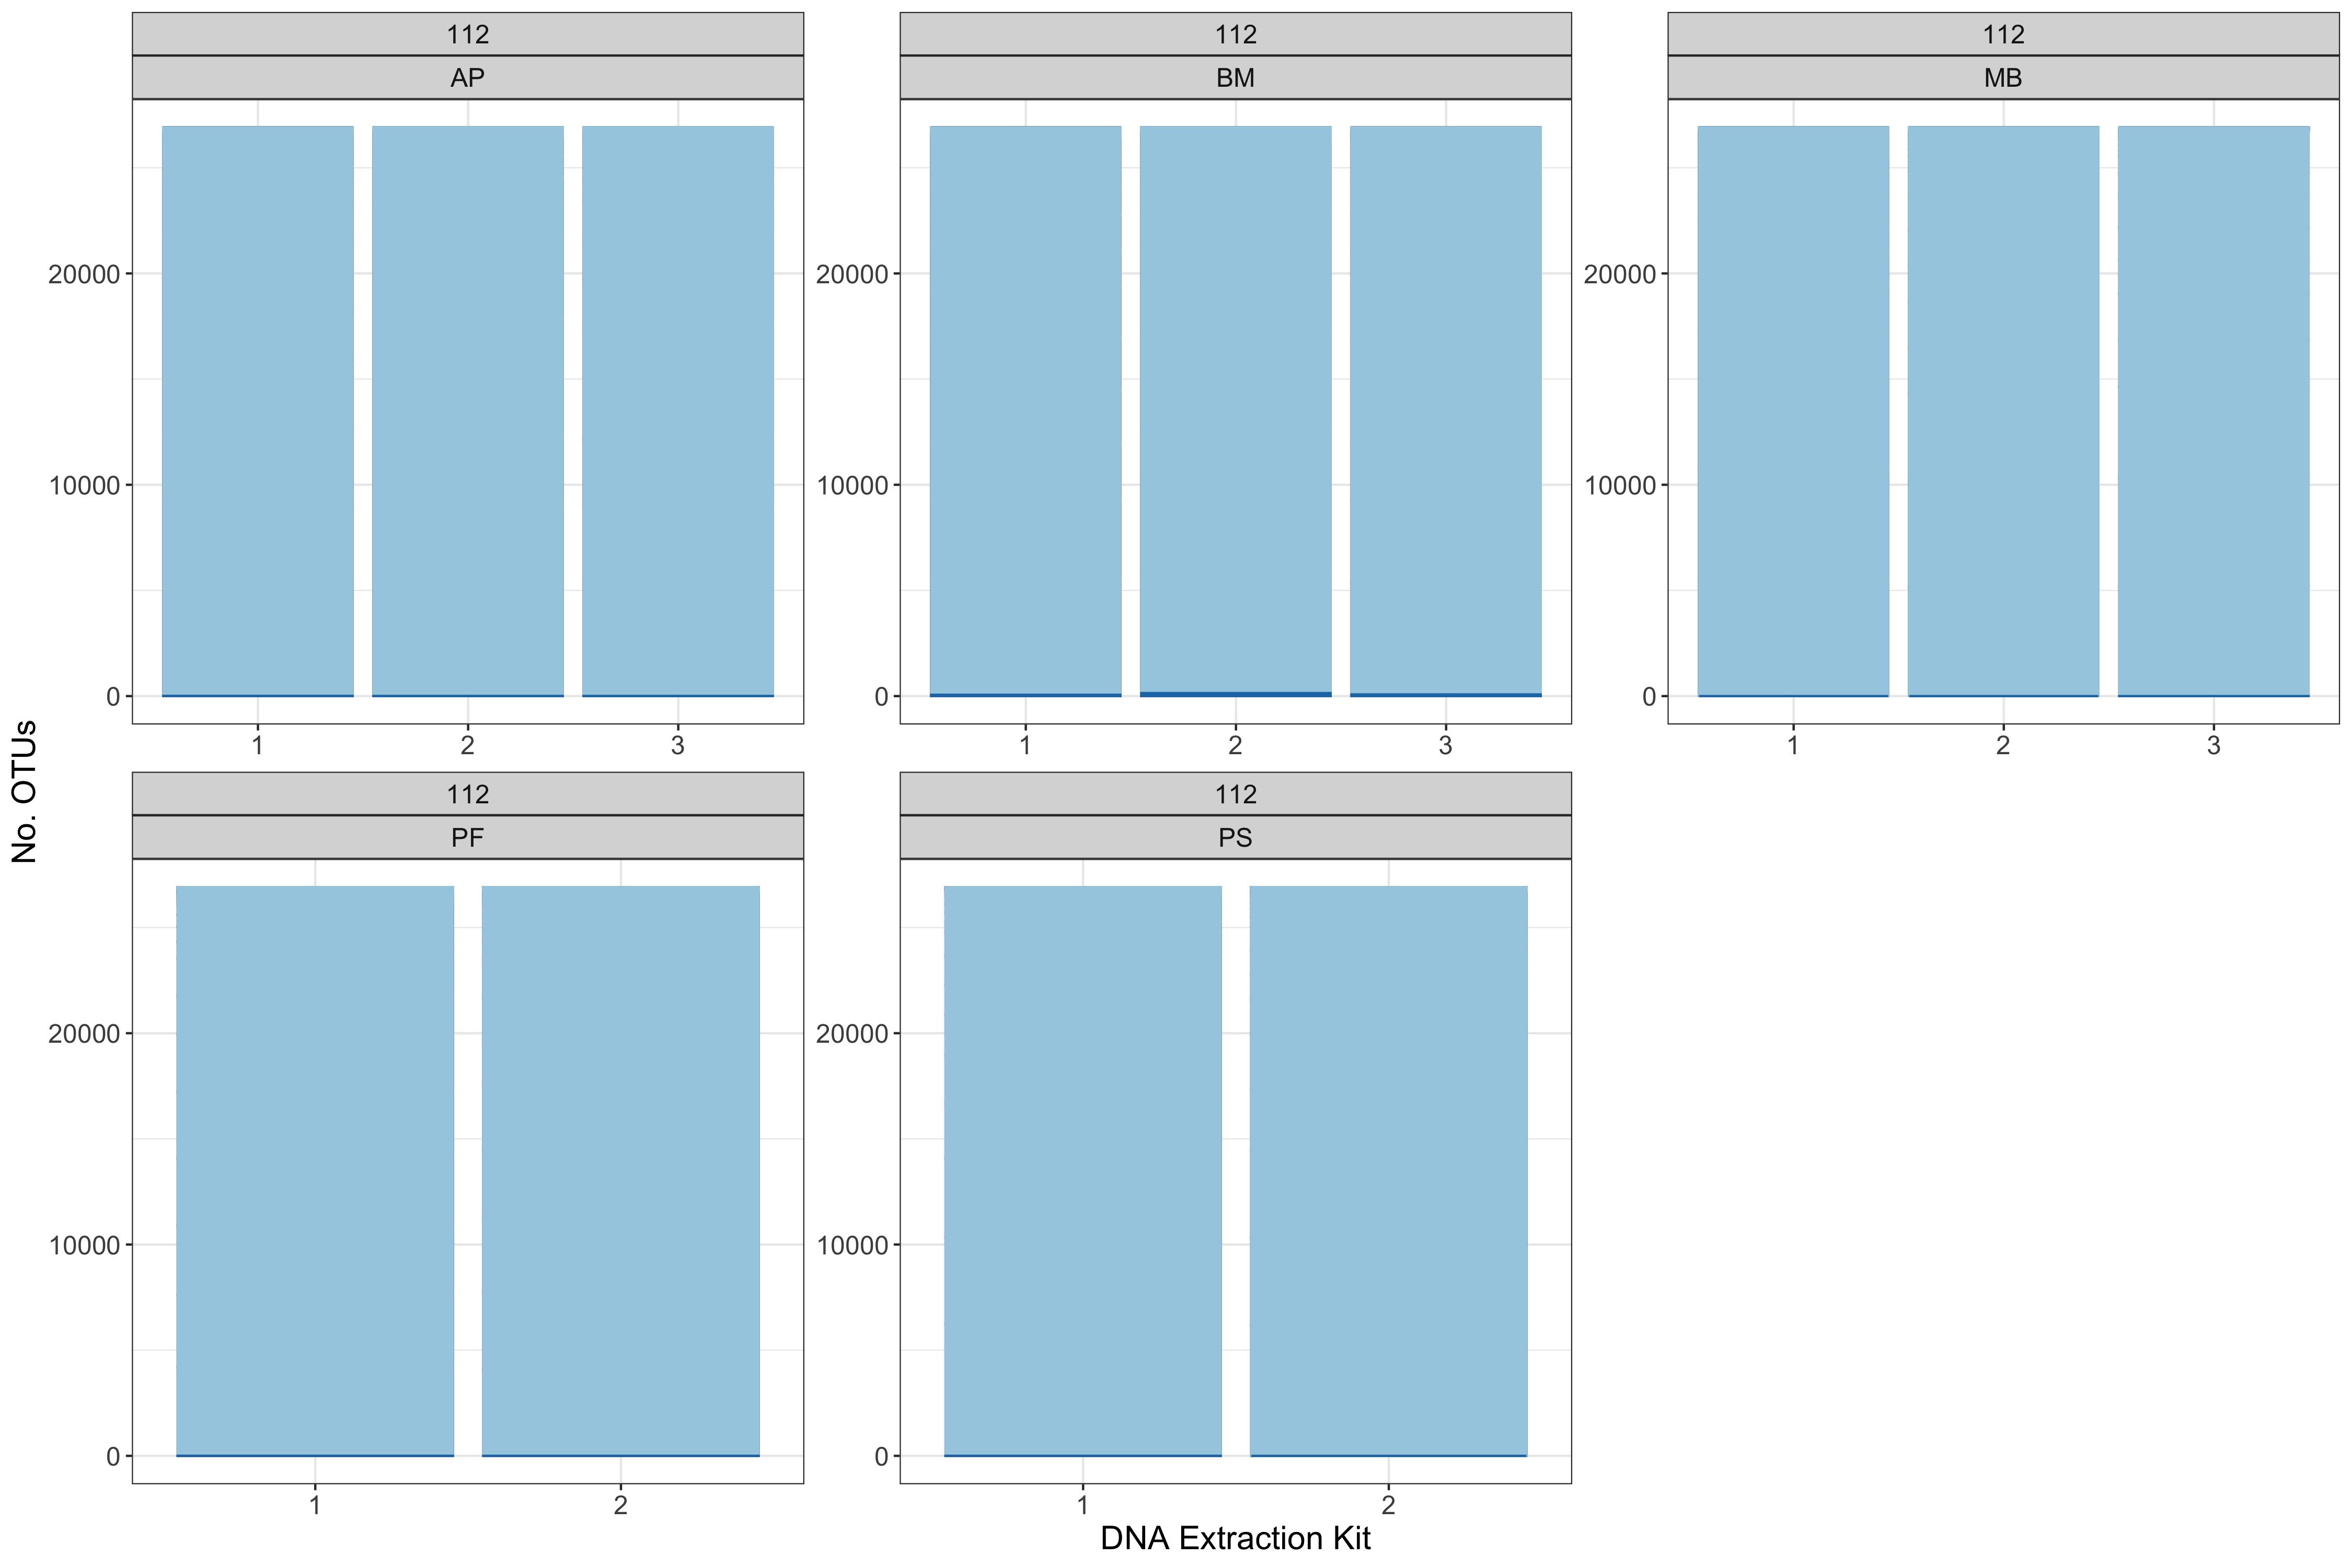 112 112 112
AP BM MB
20000 20000 20000
10000 10000 10000
0 0 0
1 2 3 1 2 3 1 2 3
No. OTUs
112 112
PF PS
20000 20000
10000 10000
0 0
1 2 1 2
DNA Extraction Kit